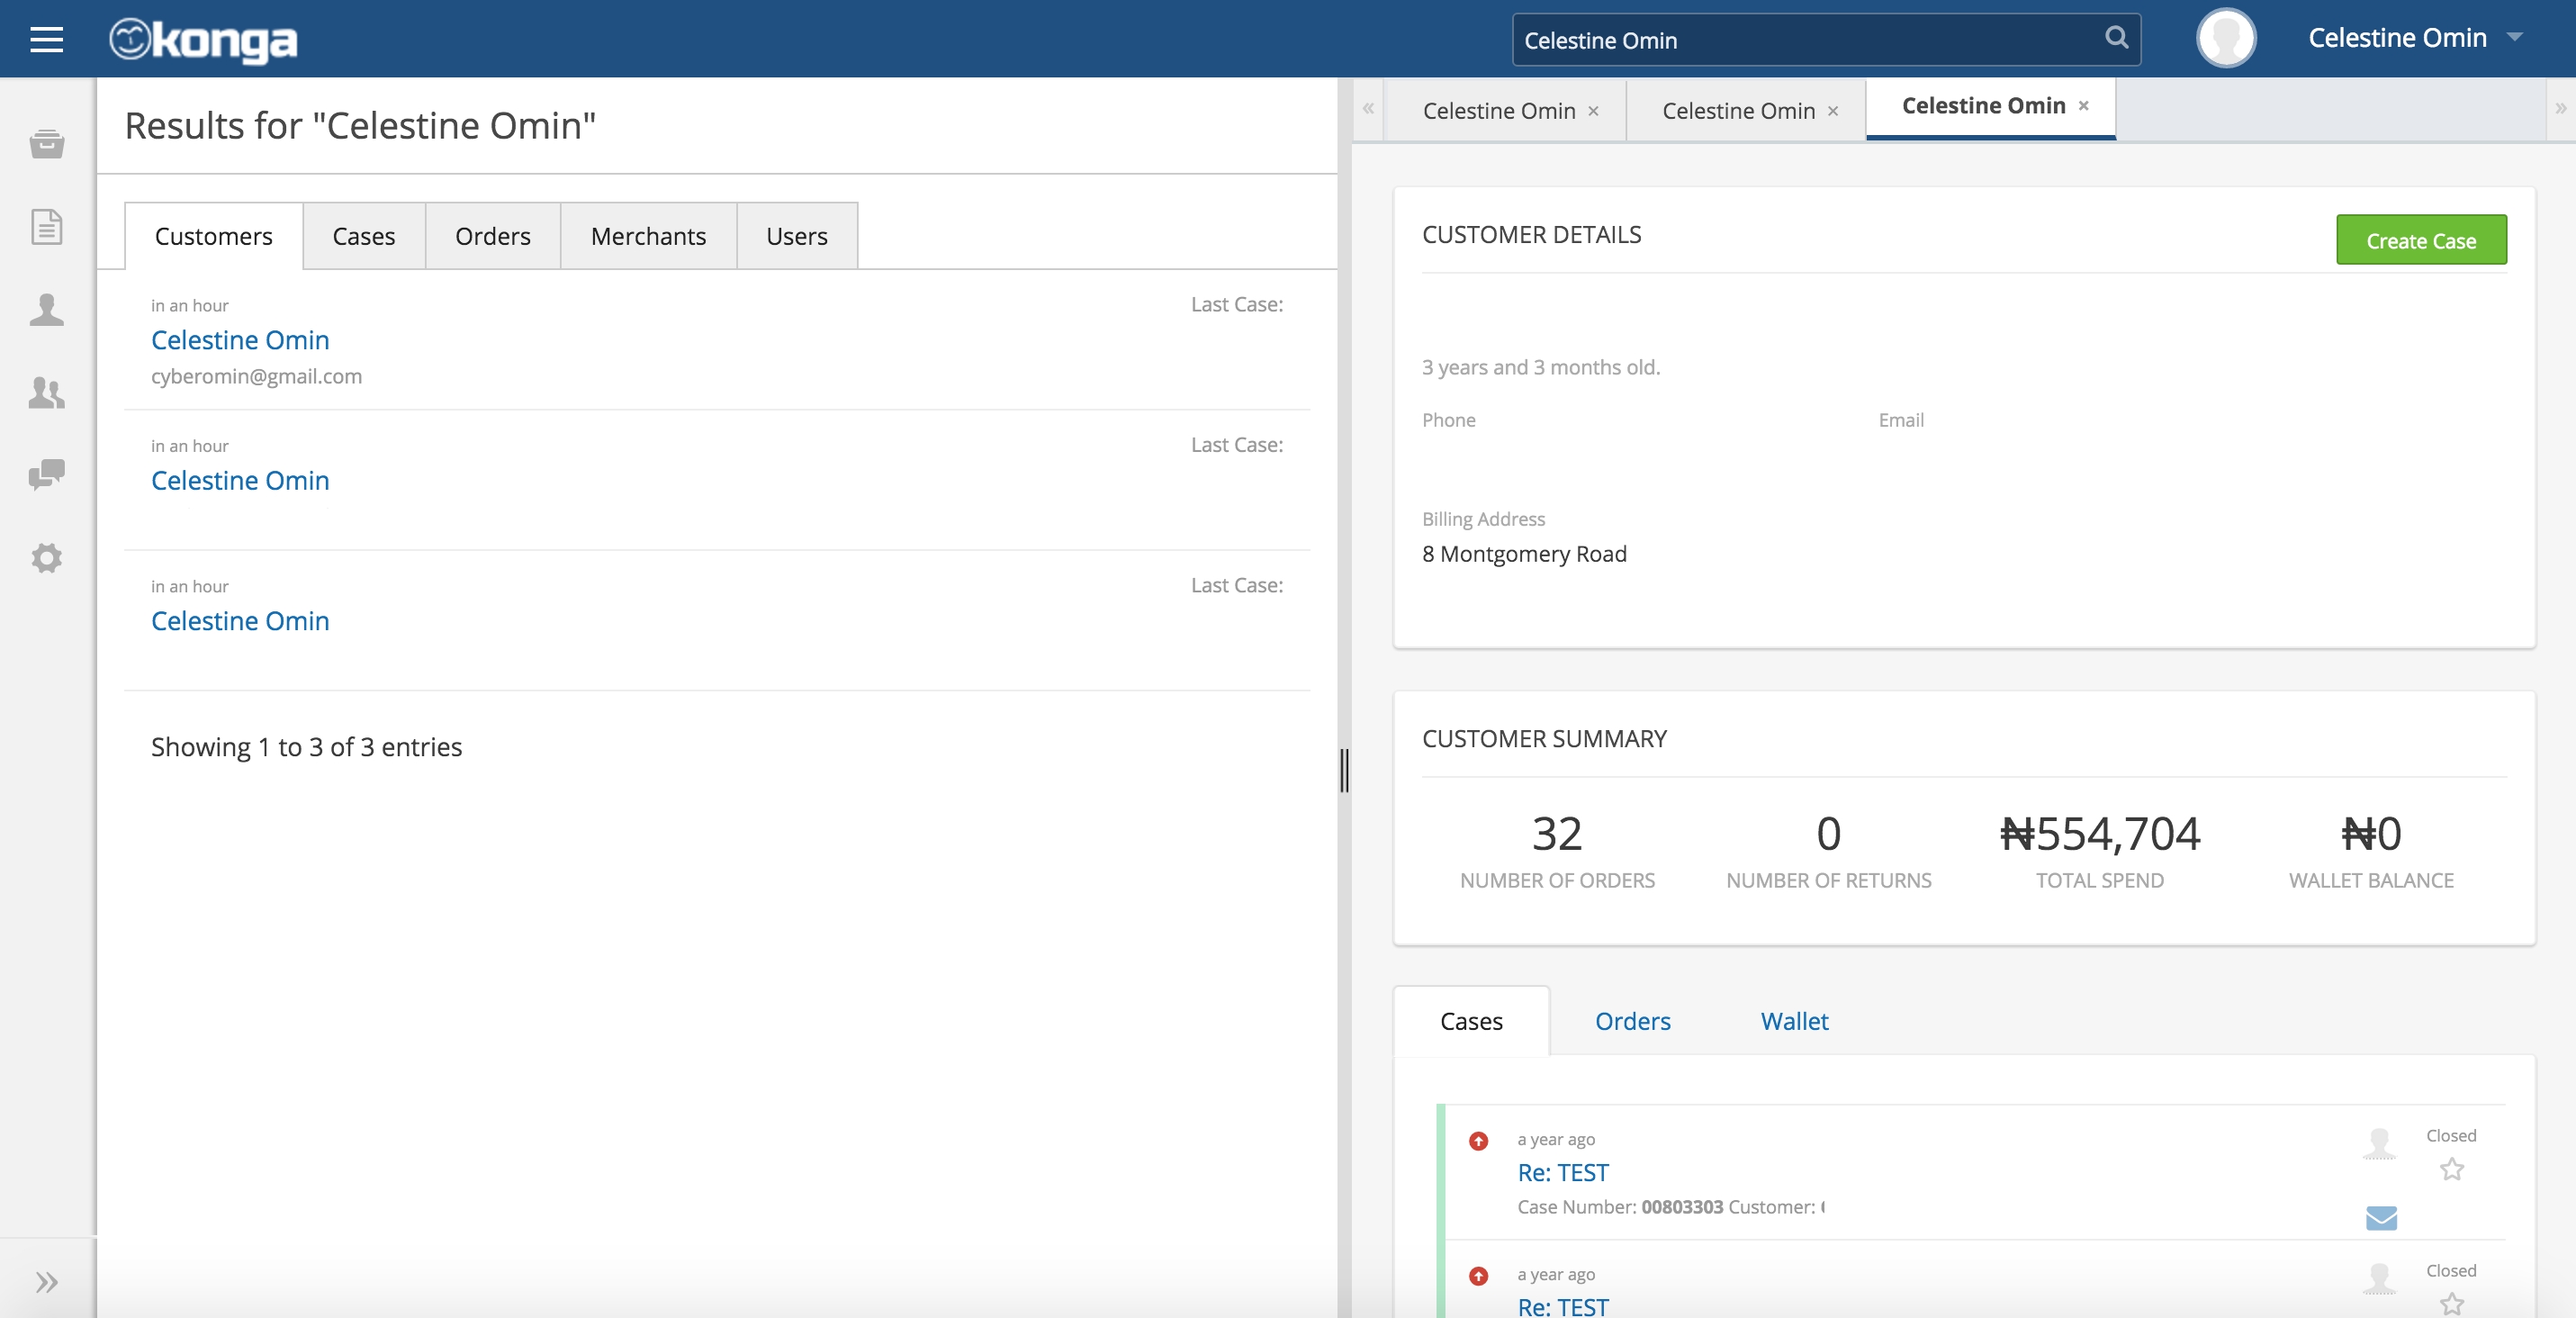 konga
Celestine Omin
Celestine Omin
Results for "Celestine Omin"
Customers
Cases
Orders
Merchants
Users
in an hour
Last Case:
Celestine Omin
cyberomin@gmail.com
in an hour
Last Case:
Celestine Omin
in an hour
Last Case:
Celestine Omin
Showing 1 to 3 of 3 entries
Celestine Omin ×
Celestine Omin ×
Celestine Omin ×
CUSTOMER DETAILS
Create Case
3 years and 3 months old.
Phone
Email
Billing Address
8 Montgomery Road
CUSTOMER SUMMARY
32
0
₦554,704
₦0
NUMBER OF ORDERS
NUMBER OF RETURNS
TOTAL SPEND
WALLET BALANCE
Cases
Orders
Wallet
a year ago
Closed
Re: TEST
Case Number: 00803303 Customer:
a year ago
Closed
Re: TEST